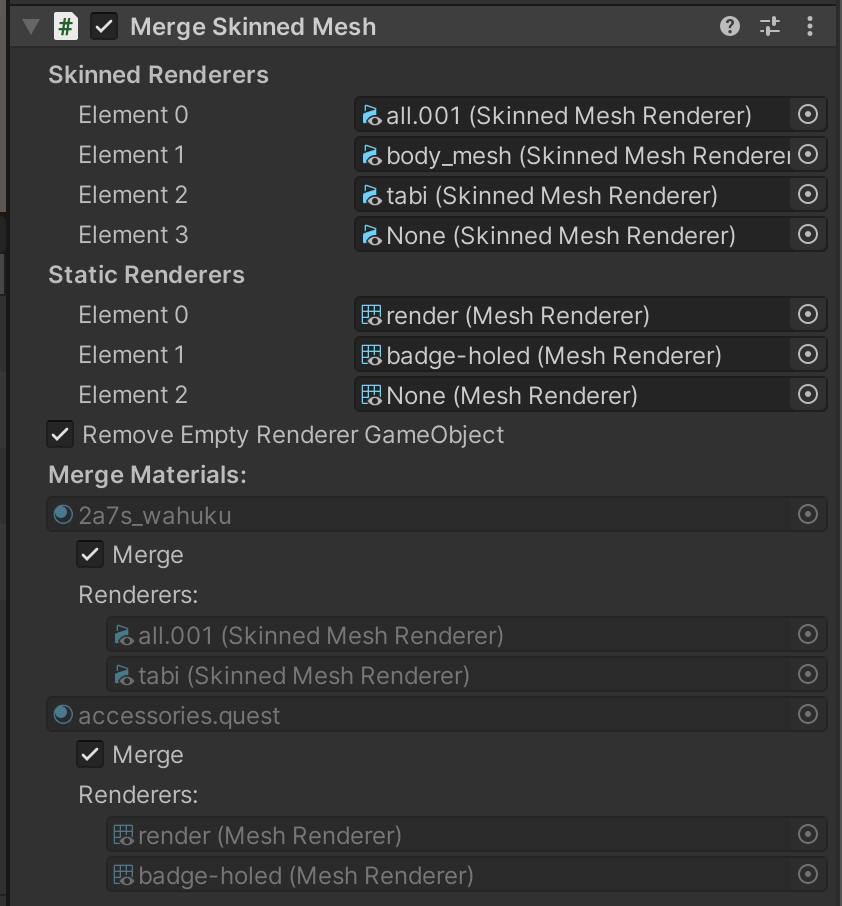 # Merge Skinned Mesh
Skinned Renderers
Element 0 all.001 (Skinned Mesh Renderer)
Element 1 body_mesh (Skinned Mesh Renderer
Element 2 tabi (Skinned Mesh Renderer)
Element 3 None (Skinned Mesh Renderer)
Static Renderers
Element 0 render (Mesh Renderer)
Element 1 badge-holed (Mesh Renderer)
Element 2 None (Mesh Renderer)
Remove Empty Renderer GameObject
Merge Materials:
2a7s_wahuku
Merge
Renderers:
all.001 (Skinned Mesh Renderer)
tabi (Skinned Mesh Renderer)
accessories.quest
Merge
Renderers:
render (Mesh Renderer)
badge-holed (Mesh Renderer)